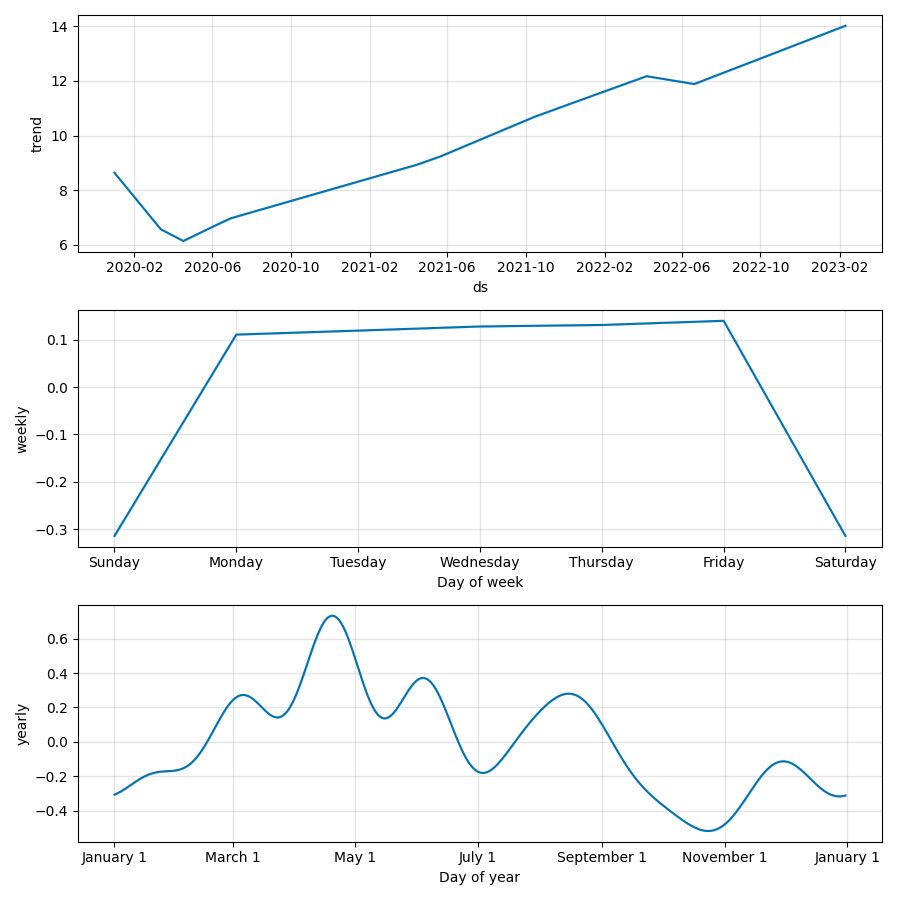 14
12
10
8
6
trend
2020-02 2020-06 2020-10 2021-02 2021-06 2021-10 2022-02 2022-06 2022-10 2023-02
ds
0.1
0.0
−0.1
−0.2
−0.3
weekly
Sunday Monday Tuesday Wednesday Thursday Friday Saturday
Day of week
0.6
0.4
0.2
0.0
−0.2
−0.4
yearly
January 1 March 1 May 1 July 1 September 1 November 1 January 1
Day of year